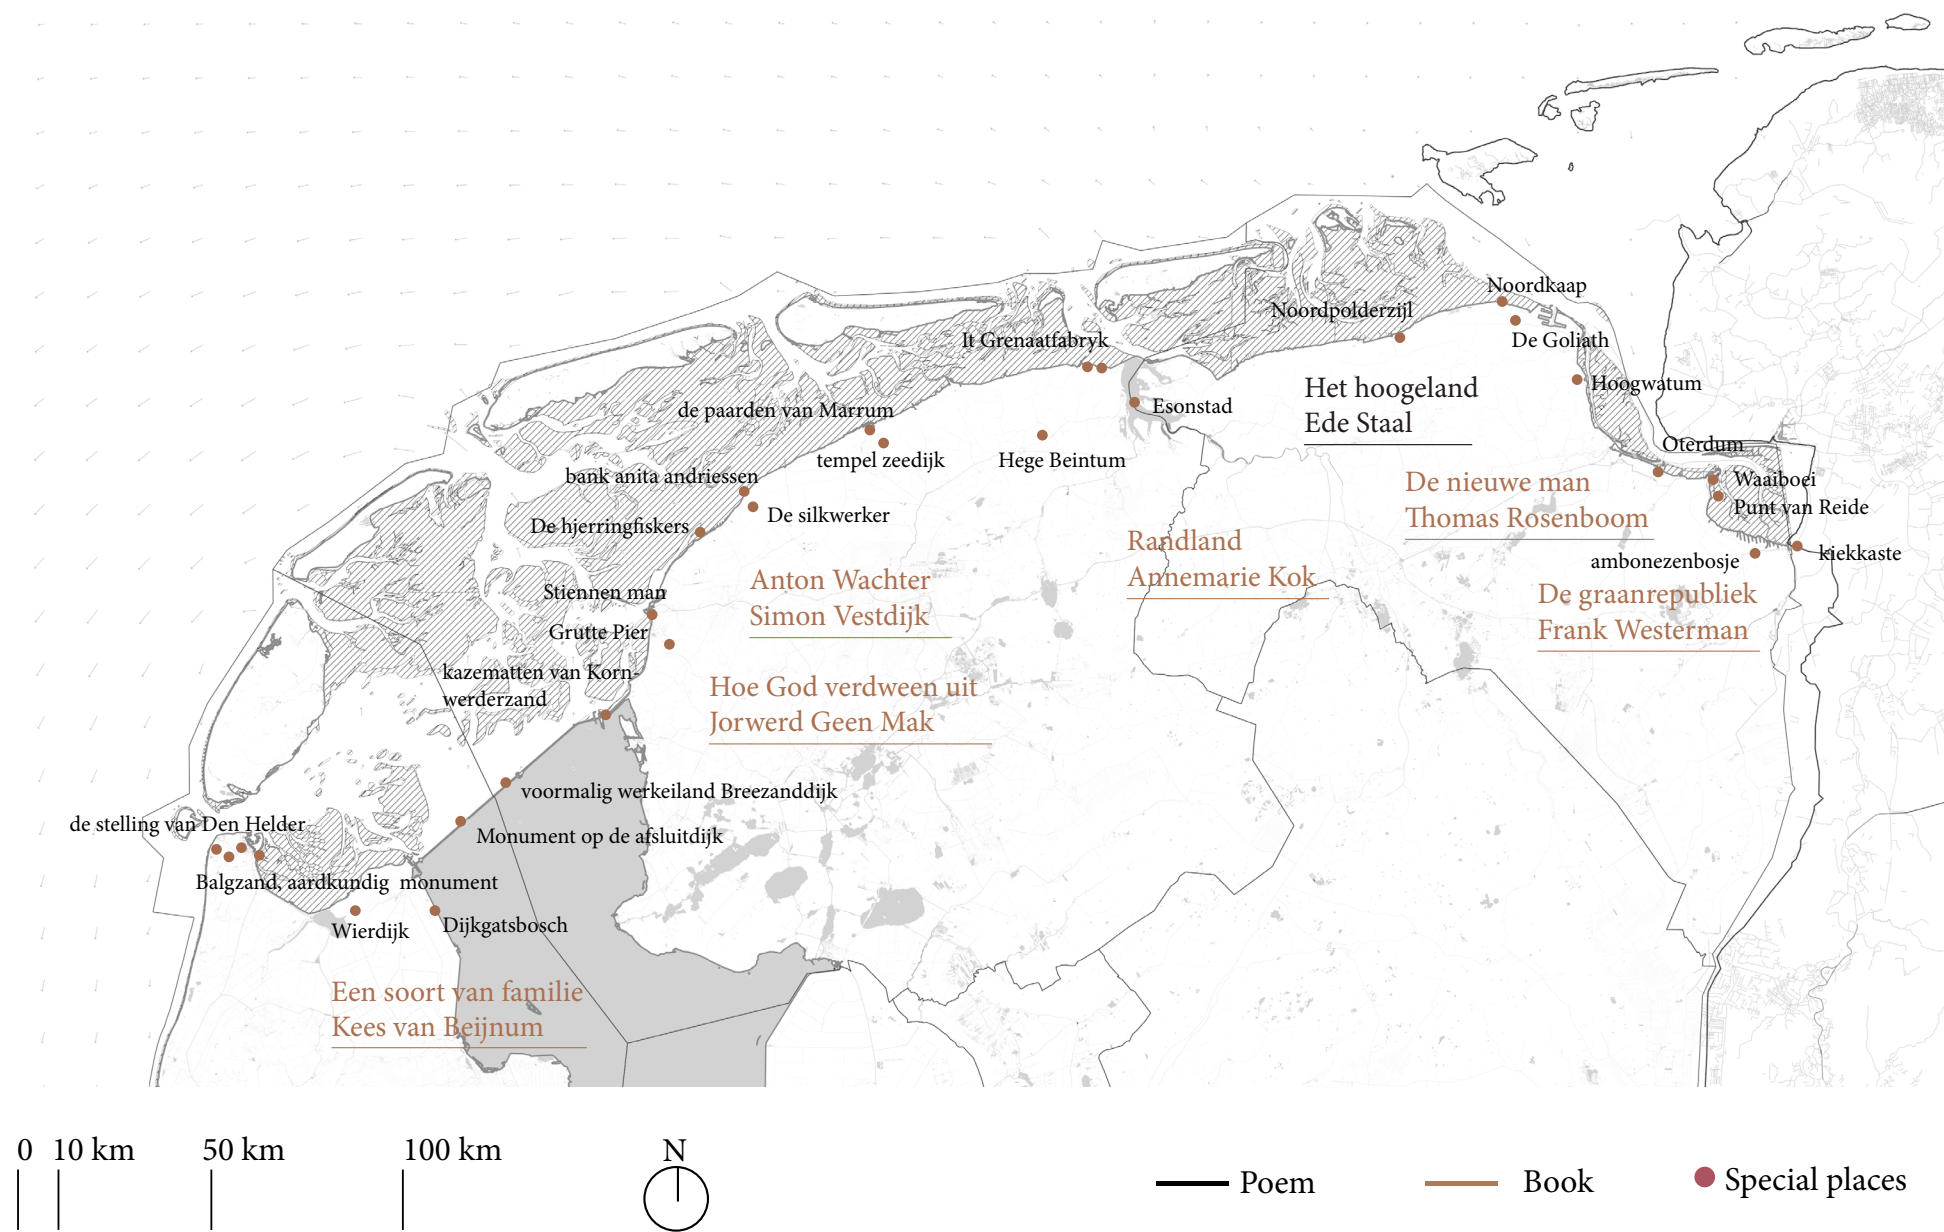 Noordkaap
Noordpolderzijl
De Goliath
It Grenaatfabryk
Hoogwatum
Het hoogeland
Ede Staal
de paarden van Marrum
Esonstad
Oterdum
tempel zeedijk
Hege Beintum
bank anita andriessen
De nieuwe man
Thomas Rosenboom
Waaiboei
Punt van Reide
De silkwerker
De hjerringfiskers
Randland
Annemarie Kok
ambonezenbosje
kiekkaste
Anton Wachter
Simon Vestdijk
Stiennen man
De graanrepubliek
Frank Westerman
Grutte Pier
kazematten van Korn-
werderzand
Hoe God verdween uit
Jorwerd Geen Mak
voormalig werkeiland Breezanddijk
de stelling van Den Helder
Monument op de afsluitdijk
Balgzand, aardkundig monument
Wierdijk
Dijkgatsbosch
Een soort van familie
Kees van Beijnum
0 10 km 50 km 100 km
N
Poem
Book
Special places